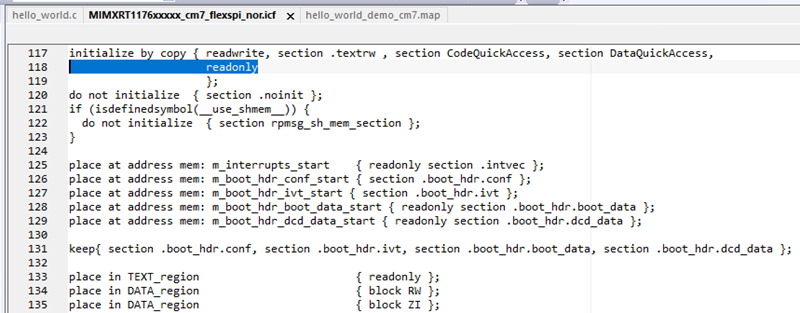 hello_world.c MIMXRT1176xxxxx_cm7_flexspi_nor.icf hello_world_demo_cm7.map
117 initialize by copy { readwrite, section .textrw , section CodeQuickAccess, section DataQuickAccess,
118 readonly
119 };
120 do not initialize { section .noinit };
121 if (isdefinedsymbol(__use_shmem__)) {
122 do not initialize { section rpmsg_sh_mem_section };
123 }
124
125 place at address mem: m_interrupts_start { readonly section .intvec };
126 place at address mem: m_boot_hdr_conf_start { section .boot_hdr.conf };
127 place at address mem: m_boot_hdr_ivt_start { section .boot_hdr.ivt };
128 place at address mem: m_boot_hdr_boot_data_start { readonly section .boot_hdr.boot_data };
129 place at address mem: m_boot_hdr_dcd_data_start { readonly section .boot_hdr.dcd_data };
130
131 keep{ section .boot_hdr.conf, section .boot_hdr.ivt, section .boot_hdr.boot_data, section .boot_hdr.dcd_data };
132
133 place in TEXT_region { readonly };
134 place in DATA_region { block RW };
135 place in DATA_region { block ZI };